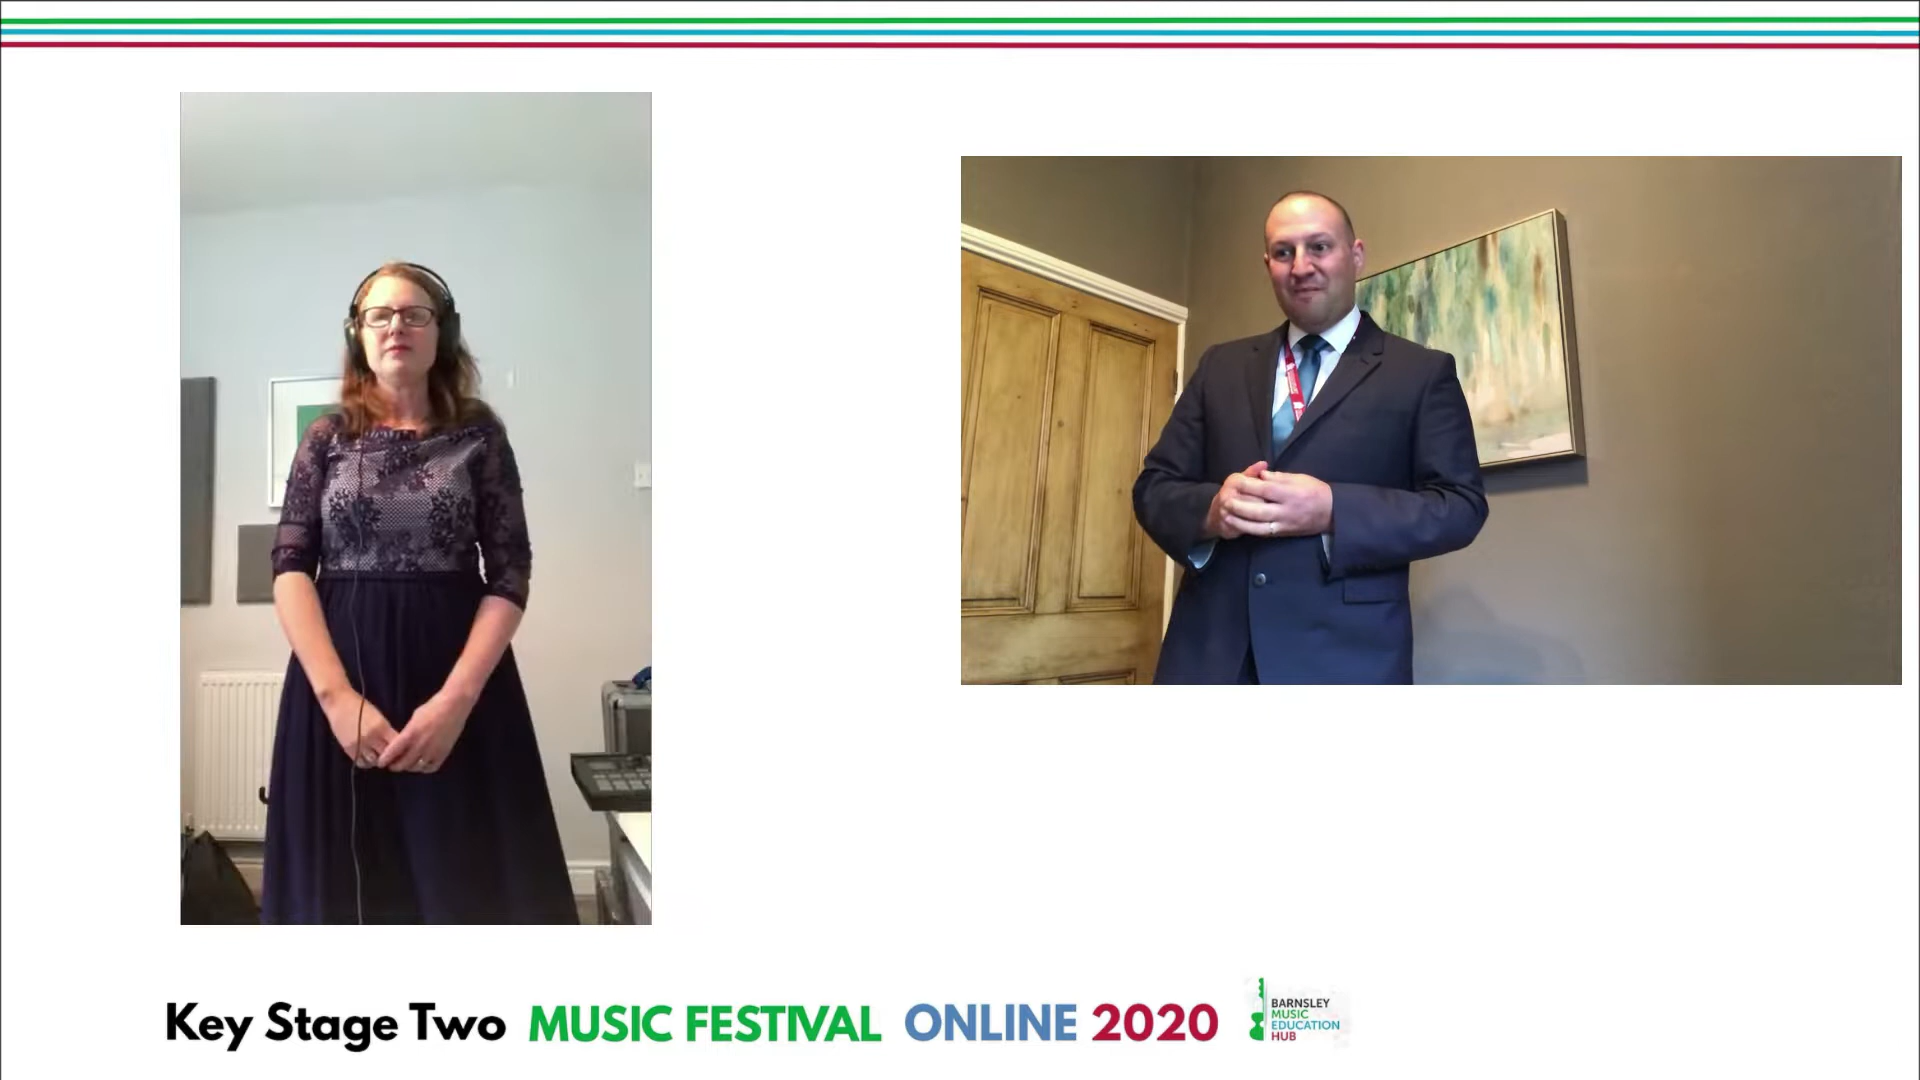 Key Stage Two MUSIC FESTIVAL ONLINE 2020
BARNSLEY
MUSIC
EDUCATION
HUB